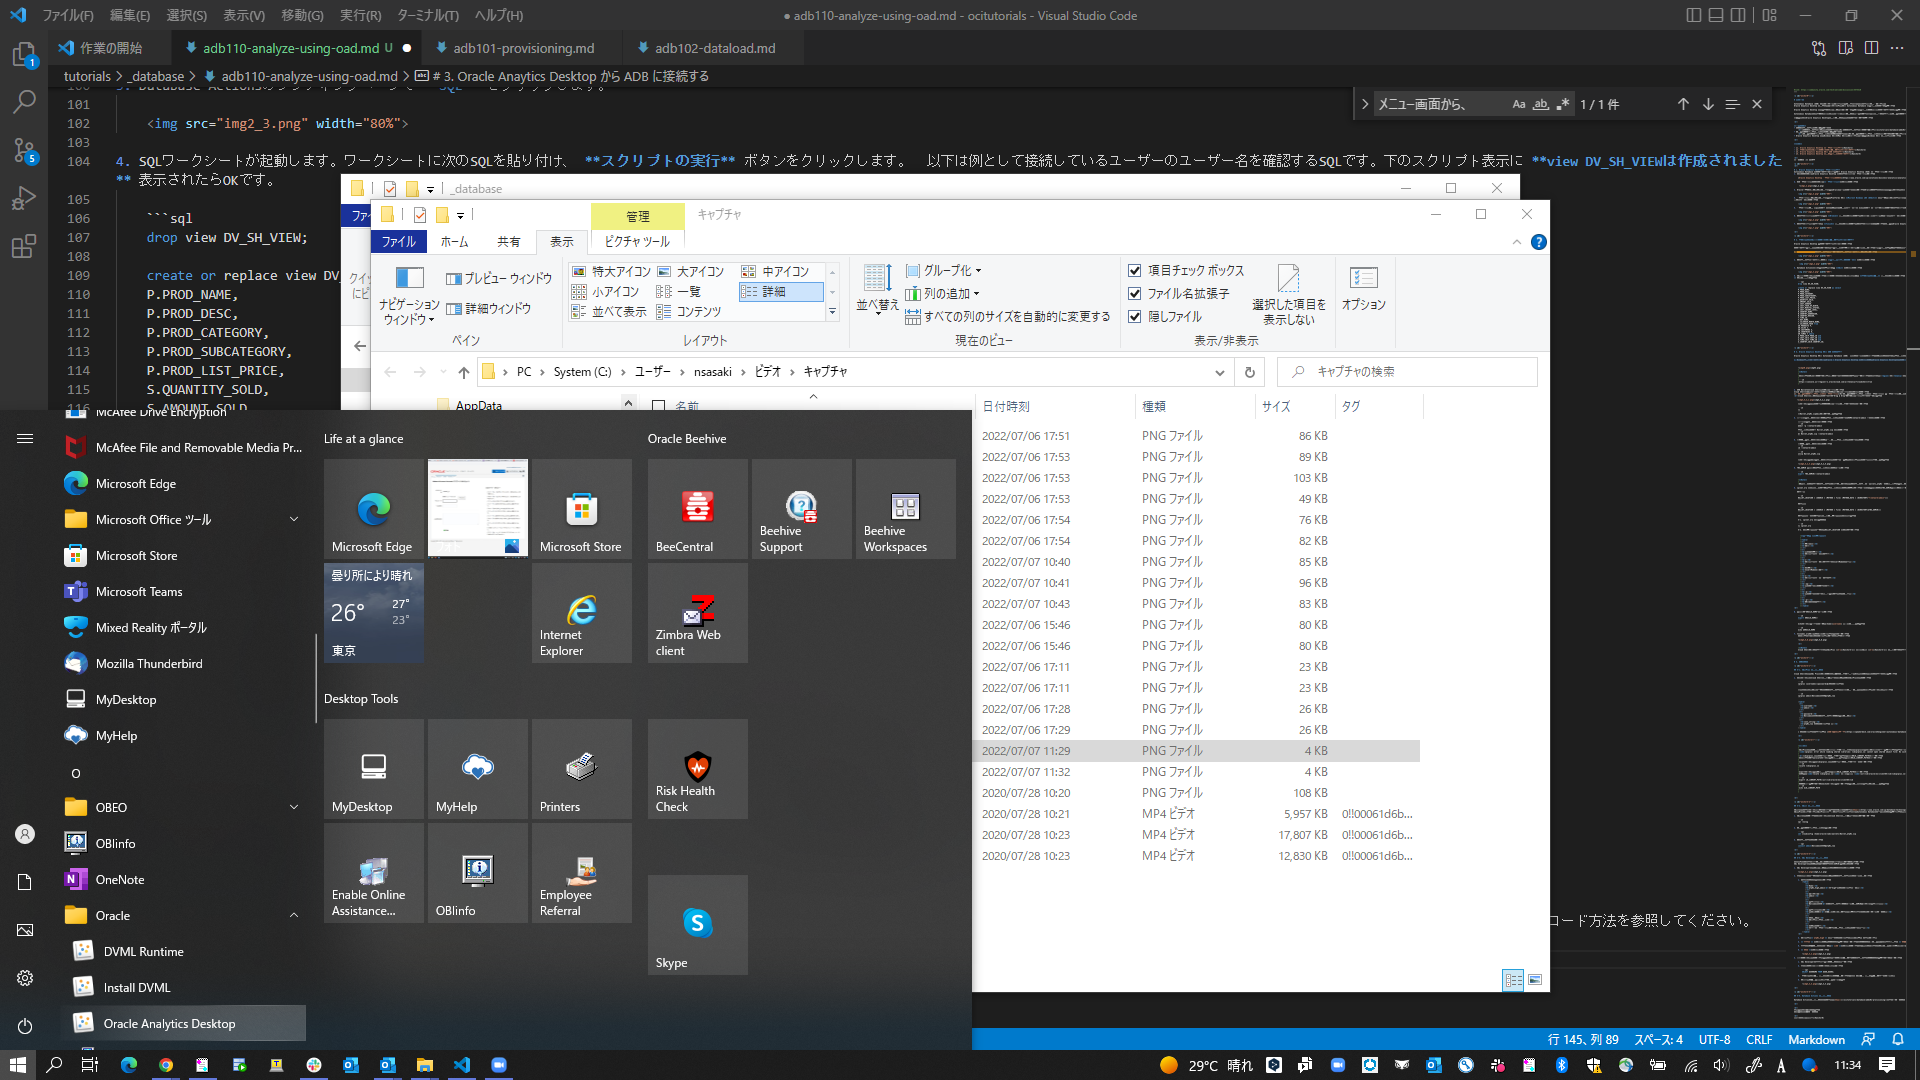 ファイル(F) 編集(E) 選択(S) 表示(V) 移動(G) 実行(R) ターミナル(T) ヘルプ(H)
● adb110-analyze-using-oad.md - ocitutorials - Visual Studio Code
1
作業の開始
adb110-analyze-using-oad.md U ●
adb101-provisioning.md
adb102-dataload.md
tutorials > _database > adb110-analyze-using-oad.md > # 3. Oracle Anaytics Desktop から ADB に接続する
メニュー画面から、
Aa ab .* 1 / 1 件
101
102 <img src="img2_3.png" width="80%">
103
104 4. SQLワークシートが起動します。ワークシートに次のSQLを貼り付け、 **スクリプトの実行** ボタンをクリックします。 以下は例として接続しているユーザーのユーザー名を確認するSQLです。下のスクリプト表示に **view DV_SH_VIEWは作成されました
** 表示されたらOKです。
105
106 ```sql
107 drop view DV_SH_VIEW;
108
109 create or replace view DV_
110 P.PROD_NAME,
111 P.PROD_DESC,
112 P.PROD_CATEGORY,
113 P.PROD_SUBCATEGORY,
114 P.PROD_LIST_PRICE,
115 S.QUANTITY_SOLD,
116 S.AMOUNT_SOLD
5
_database
管理
キャプチャ
ファイル
ホーム
共有
表示
ピクチャ ツール
ナビゲーション
ウィンドウ
プレビュー ウィンドウ
詳細ウィンドウ
ペイン
特大アイコン
大アイコン
中アイコン
小アイコン
一覧
詳細
並べて表示
コンテンツ
レイアウト
並べ替え
グループ化
列の追加
すべての列のサイズを自動的に変更する
現在のビュー
項目チェック ボックス
ファイル名拡張子
隠しファイル
選択した項目を
表示しない
表示/非表示
オプション
PC > System (C:) > ユーザー > nsasaki > ビデオ > キャプチャ
キャプチャの検索
AppData
名前
日付時刻
種類
サイズ
タグ
2022/07/06 17:51 PNG ファイル 86 KB
2022/07/06 17:53 PNG ファイル 89 KB
2022/07/06 17:53 PNG ファイル 103 KB
2022/07/06 17:53 PNG ファイル 49 KB
2022/07/06 17:54 PNG ファイル 76 KB
2022/07/06 17:54 PNG ファイル 82 KB
2022/07/07 10:40 PNG ファイル 85 KB
2022/07/07 10:41 PNG ファイル 96 KB
2022/07/07 10:43 PNG ファイル 83 KB
2022/07/06 15:46 PNG ファイル 80 KB
2022/07/06 15:46 PNG ファイル 80 KB
2022/07/06 17:11 PNG ファイル 23 KB
2022/07/06 17:11 PNG ファイル 23 KB
2022/07/06 17:28 PNG ファイル 26 KB
2022/07/06 17:29 PNG ファイル 26 KB
2022/07/07 11:29 PNG ファイル 4 KB
2022/07/07 11:32 PNG ファイル 4 KB
2020/07/28 10:20 PNG ファイル 108 KB
2020/07/28 10:21 MP4 ビデオ 5,957 KB 0!!00061d6b...
2020/07/28 10:23 MP4 ビデオ 17,807 KB 0!!00061d6b...
2020/07/28 10:23 MP4 ビデオ 12,830 KB 0!!00061d6b...
コード方法を参照してください。
McAfee Drive Encryption
McAfee File and Removable Media Pr...
Microsoft Edge
Microsoft Office ツール
Microsoft Store
Microsoft Teams
Mixed Reality ポータル
Mozilla Thunderbird
MyDesktop
MyHelp
O
OBEO
OBIinfo
OneNote
Oracle
DVML Runtime
Install DVML
Oracle Analytics Desktop
Life at a glance
Microsoft Edge
Microsoft Store
曇り所により晴れ
26° 27°
23°
東京
Internet
Explorer
Oracle Beehive
BeeCentral
Beehive
Support
Beehive
Workspaces
Zimbra Web
client
Desktop Tools
MyDesktop
MyHelp
Printers
Risk Health
Check
Enable Online
Assistance...
OBIinfo
Employee
Referral
Skype
行 145、列 89 スペース: 4 UTF-8 CRLF Markdown
29°C 晴れ
A
11:34